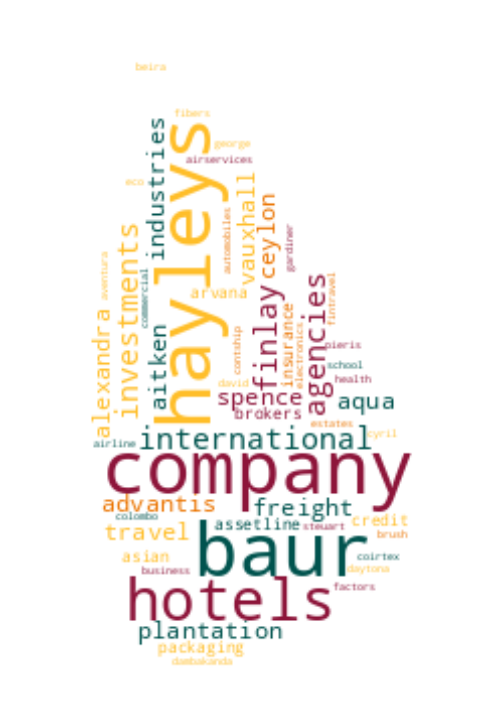 beira
fibers
george
airservices
eco
industries
hayleys
automobiles
vauxhall
ceylon
gardiner
aventura
investments
commercial
arvana
alexandra
aitken
contship
finlay
insurance
electronics
agencies
fintravel
pieris
school
health
david
spence
aqua
brokers
estates
cyril
airline
international
company
advantis
freight
colombo
assetline
steuart
credit
travel
baur
brush
asian
coirtex
business
daytona
hotels
factors
plantation
packaging
dambakanda